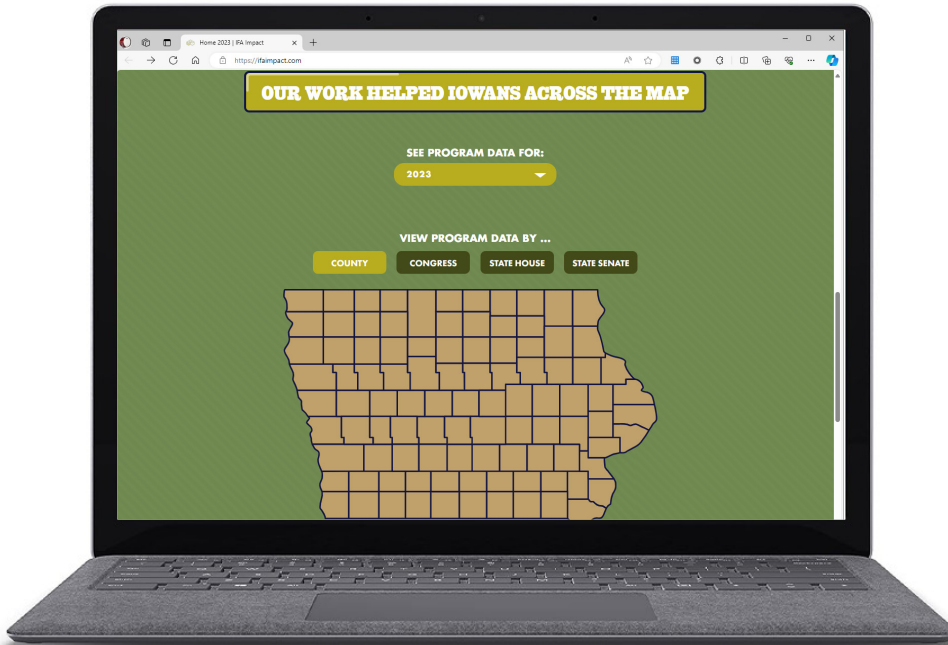 Home 2023 | IFA Impact
https://ifaimpact.com
OUR WORK HELPED IOWANS ACROSS THE MAP
SEE PROGRAM DATA FOR:
2023
VIEW PROGRAM DATA BY ...
COUNTY
CONGRESS
STATE HOUSE
STATE SENATE